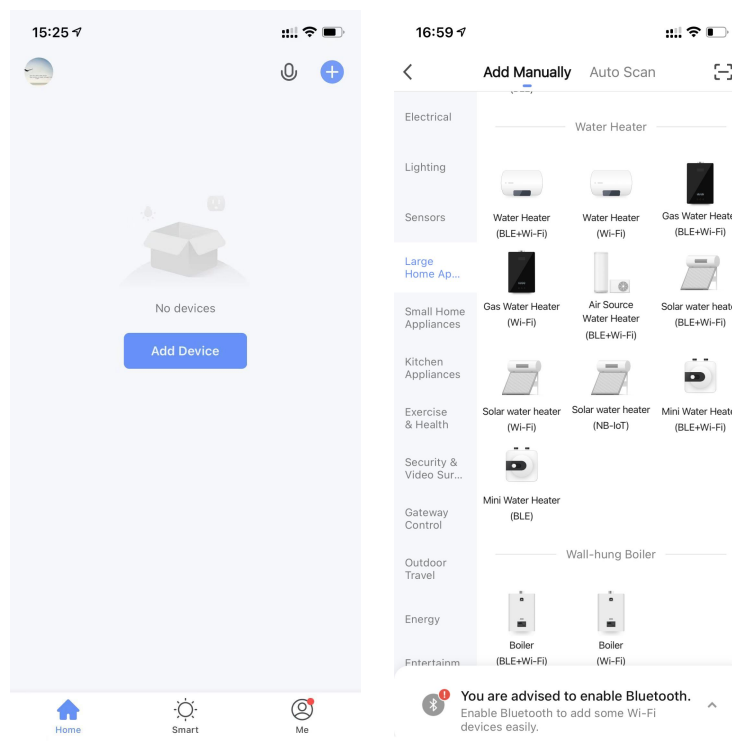 15:25
No devices
Add Device
Home
Smart
Me
16:59
Add Manually
Auto Scan
Electrical
Lighting
Sensors
Large
Home Ap...
Small Home
Appliances
Kitchen
Appliances
Exercise
& Health
Security &
Video Sur...
Gateway
Control
Outdoor
Travel
Energy
Entertainm
Water Heater
Water Heater
(BLE+Wi-Fi)
Water Heater
(Wi-Fi)
Gas Water Heate
(BLE+Wi-Fi)
Gas Water Heater
(Wi-Fi)
Air Source
Water Heater
(BLE+Wi-Fi)
Solar water heate
(BLE+Wi-Fi)
Solar water heater
(Wi-Fi)
Solar water heater
(NB-IoT)
Mini Water Heate
(BLE+Wi-Fi)
Mini Water Heater
(BLE)
Wall-hung Boiler
Boiler
(BLE+Wi-Fi)
Boiler
(Wi-Fi)
You are advised to enable Bluetooth.
Enable Bluetooth to add some Wi-Fi
devices easily.